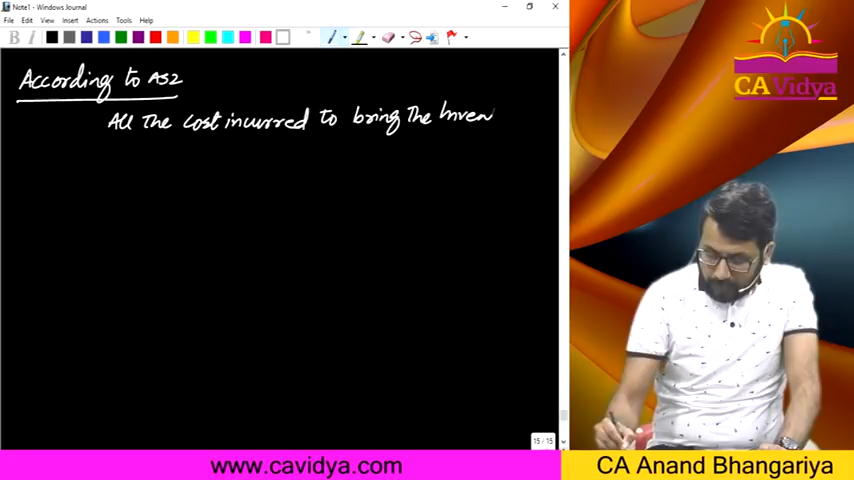 Note1 - Windows Journal
File Edit View Insert Actions Tools Help
B
According to AS2
All The cost incurred to bring The Inven
15 / 15
CA Vidya
www.cavidya.com
CA Anand Bhangariya